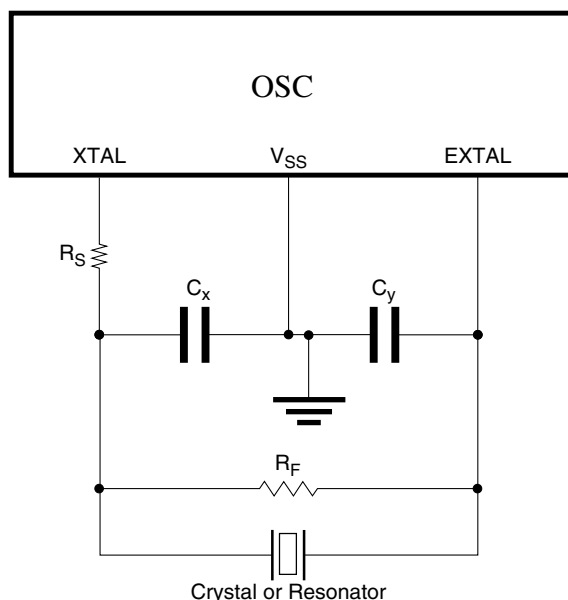 OSC
XTAL VSS EXTAL
RS
Cx Cy
RF
Crystal or Resonator